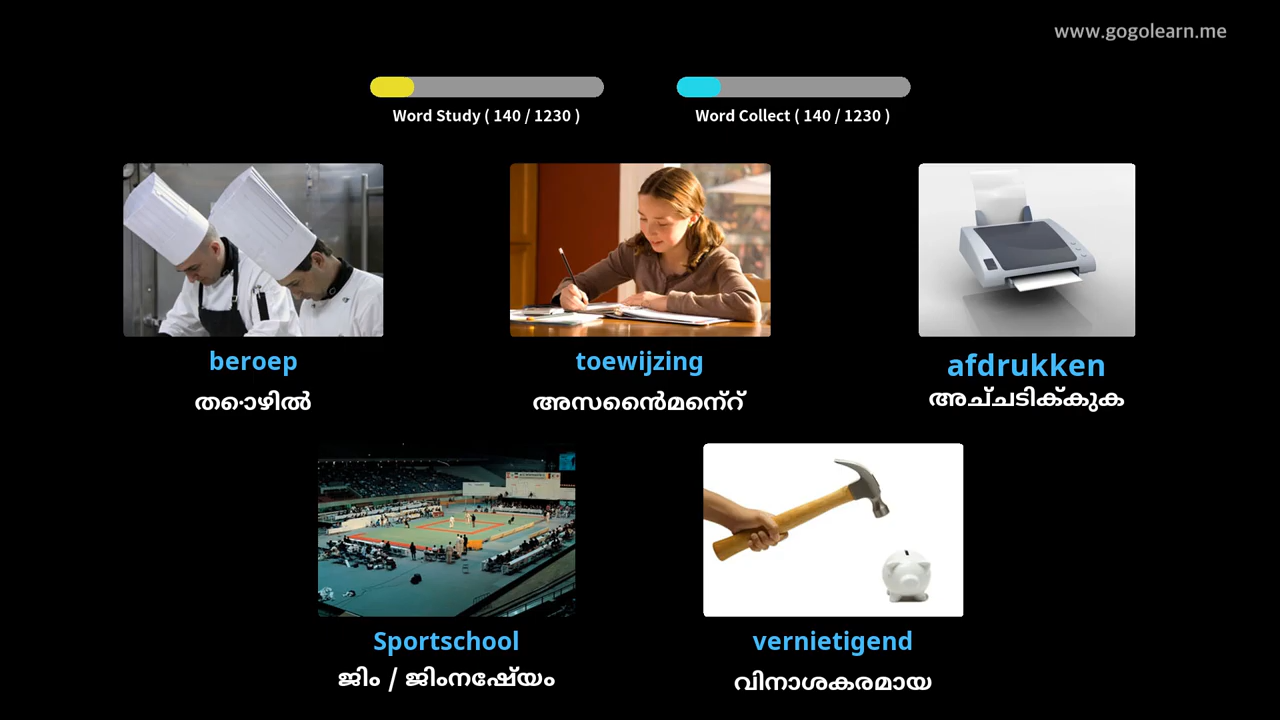 www.gogolearn.me
Word Study ( 140 / 1230 )
Word Collect ( 140 / 1230 )
beroep
toewijzing
afdrukken
തൊഴിൽ
അസൈൻമെന്റ്
അച്ചടിക്കുക
Sportschool
vernietigend
ജിം / ജിംനേഷ്യം
വിനാശകരമായ